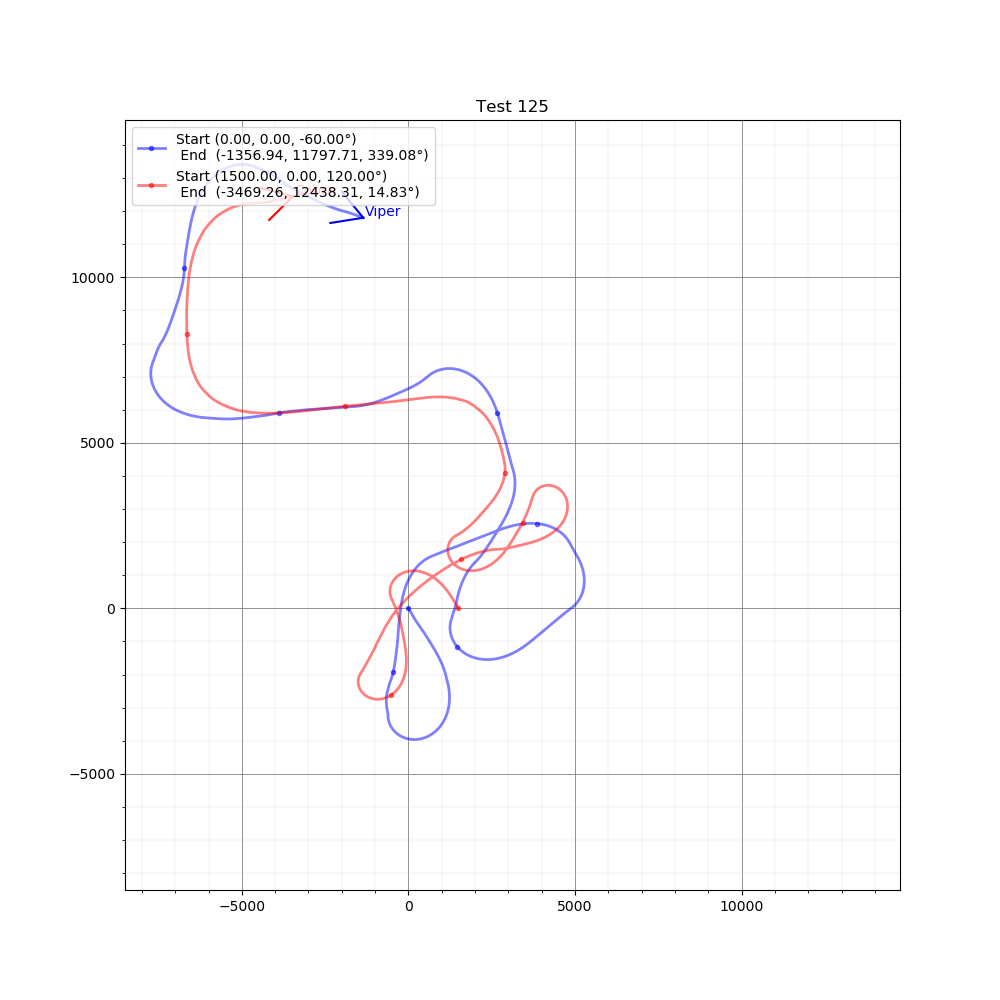 Test 125
Start (0.00, 0.00, -60.00°)
End (-1356.94, 11797.71, 339.08°)
Start (1500.00, 0.00, 120.00°)
End (-3469.26, 12438.31, 14.83°)
Viper
10000
5000
0
−5000
−5000
0
5000
10000